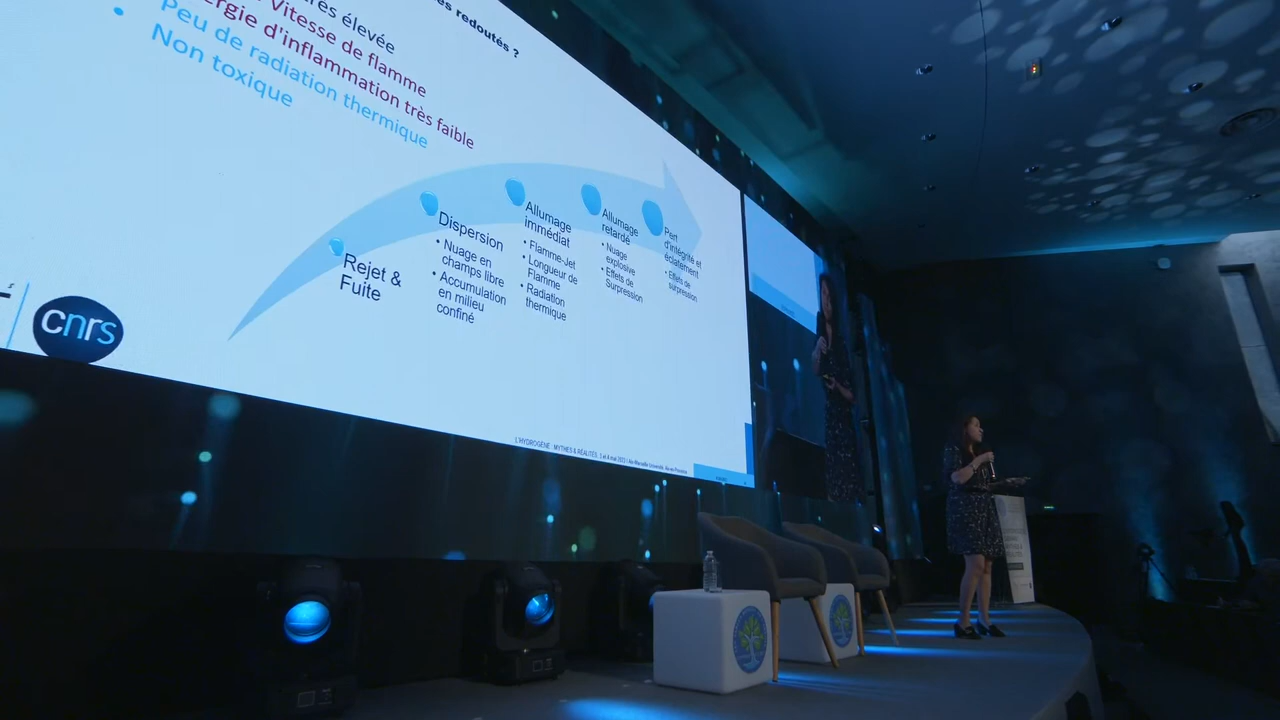 es redoutés ?
élevée
Vitesse de flamme
ergie d'inflammation très faible
Peu de radiation thermique
• Non toxique
Rejet &
Fuite
Dispersion
• Nuage en
champs libre
• Accumulation
en milieu
confiné
Allumage
immédiat
• Flamme-Jet
• Longueur de
Flamme
• Radiation
thermique
Allumage
retardé
• Nuage
explosive
• Effets de
Surpression
Pert
d'intégrité et
éclatement
• Effets de
surpression
cnrs
L'HYDROGÈNE : MYTHES & RÉALITÉS,